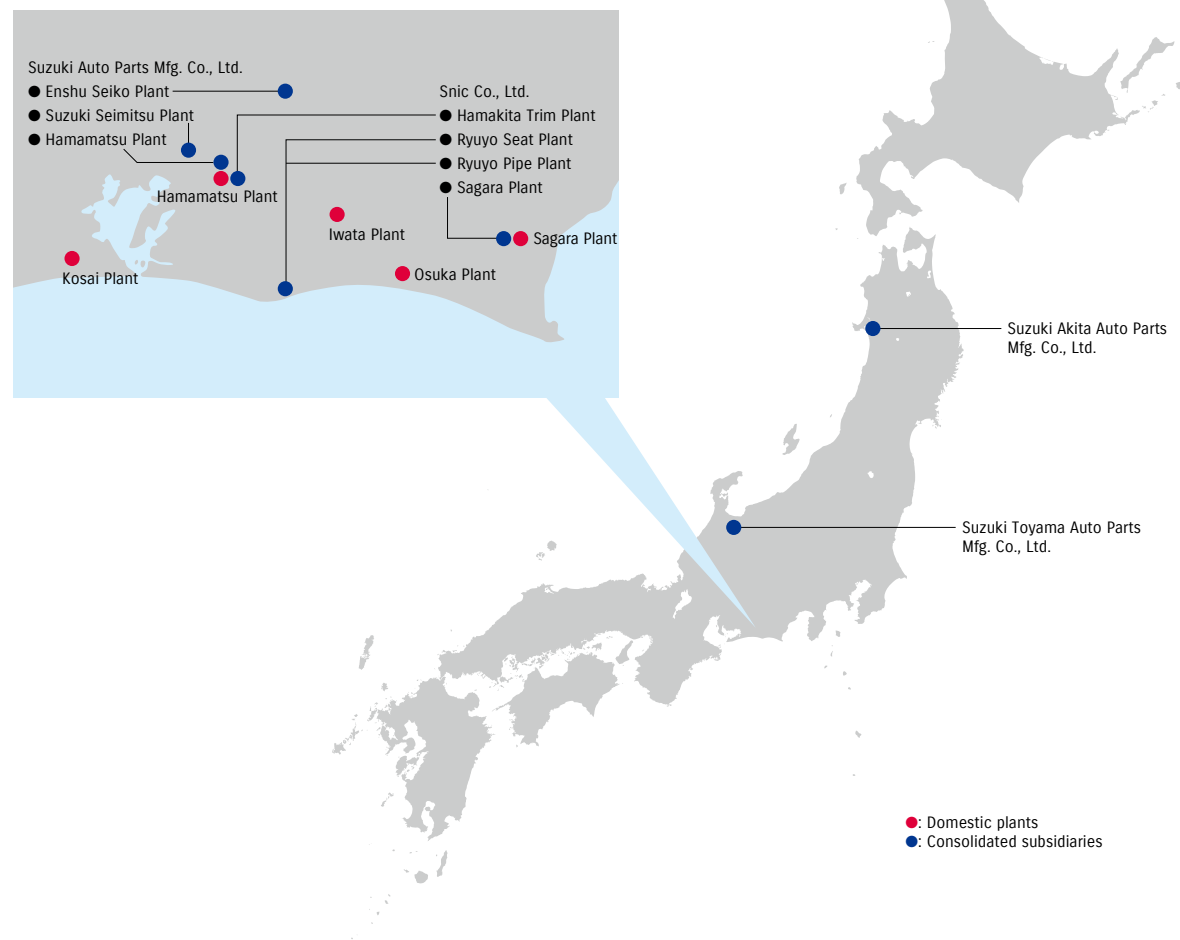 Suzuki Auto Parts Mfg. Co., Ltd.
● Enshu Seiko Plant
● Suzuki Seimitsu Plant
● Hamamatsu Plant
Snic Co., Ltd.
● Hamakita Trim Plant
● Ryuyo Seat Plant
● Ryuyo Pipe Plant
● Sagara Plant
Hamamatsu Plant
Iwata Plant
Sagara Plant
Kosai Plant
Osuka Plant
Suzuki Akita Auto Parts
Mfg. Co., Ltd.
Suzuki Toyama Auto Parts
Mfg. Co., Ltd.
●: Domestic plants
●: Consolidated subsidiaries